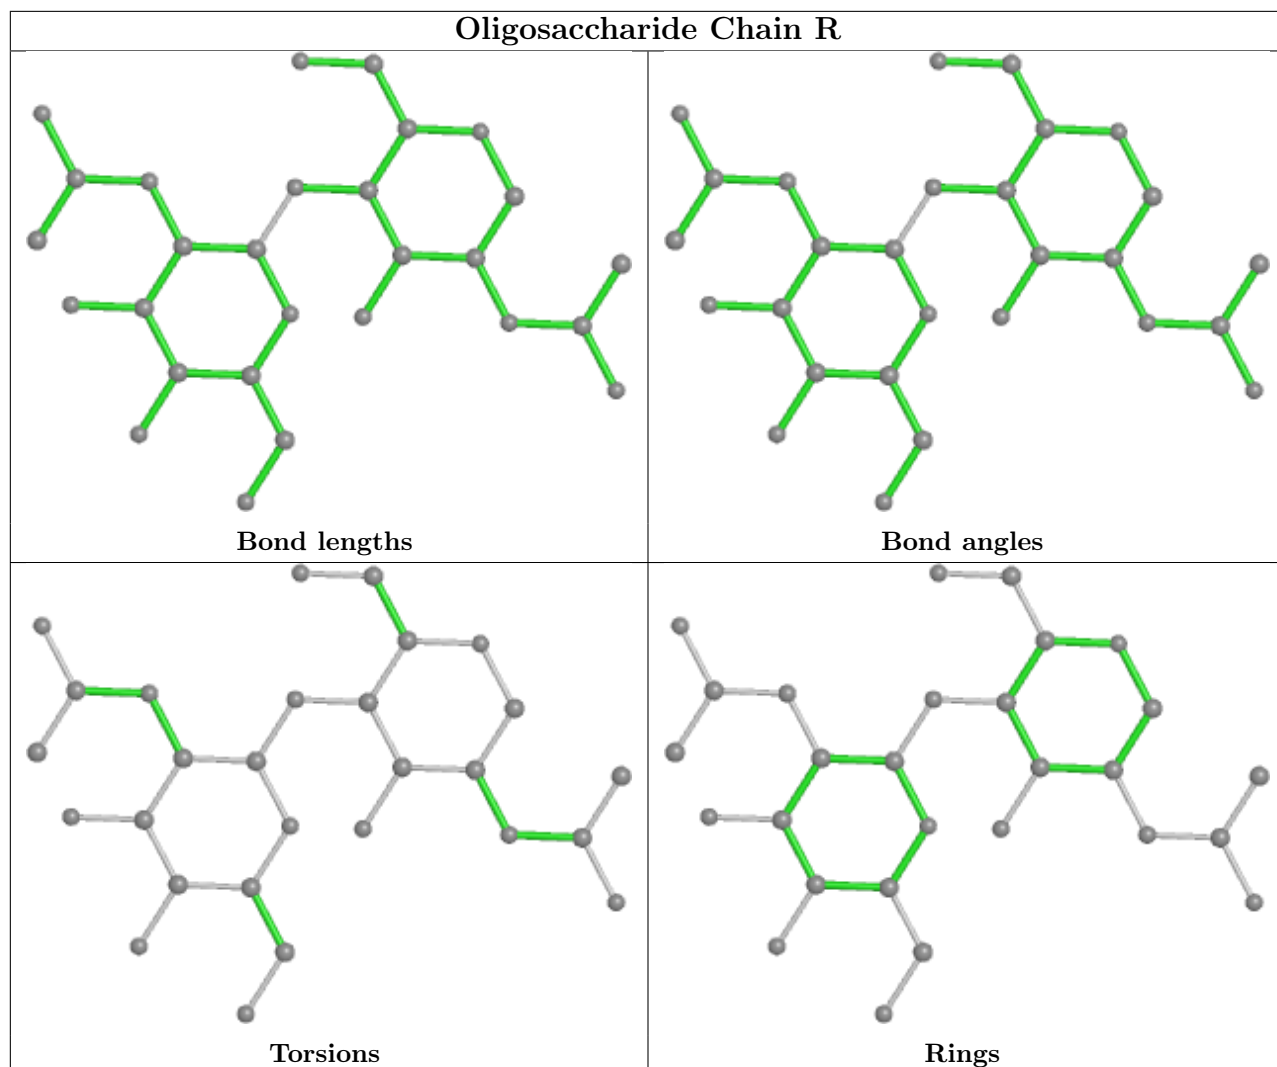 Oligosaccharide Chain R
Bond lengths
Bond angles
Torsions
Rings